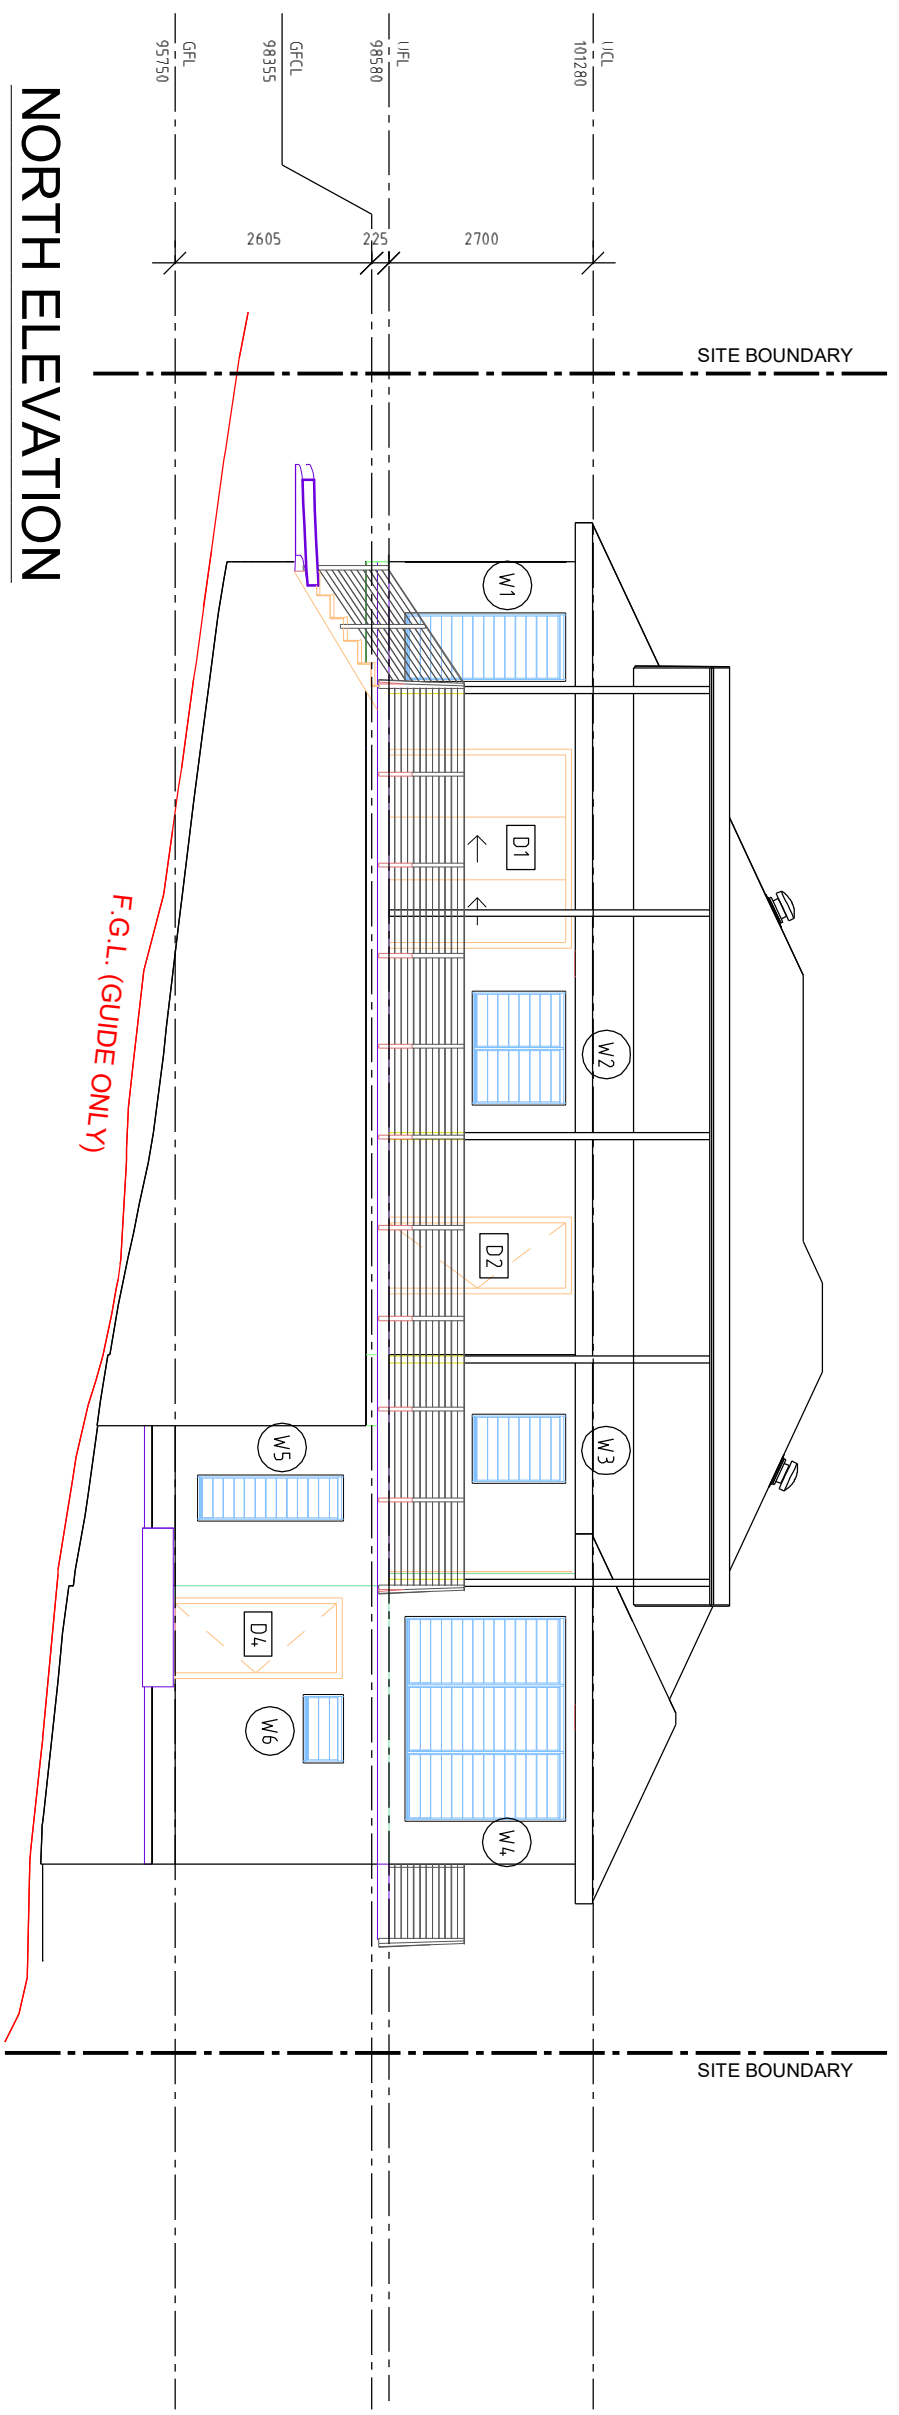 UCL
101280
UFL
98580
GFCL
98355
GFL
95750
2700
225
2605
SITE BOUNDARY
SITE BOUNDARY
W1
D1
W2
D2
W3
W4
W5
D4
W6
F.G.L. (GUIDE ONLY)
NORTH ELEVATION